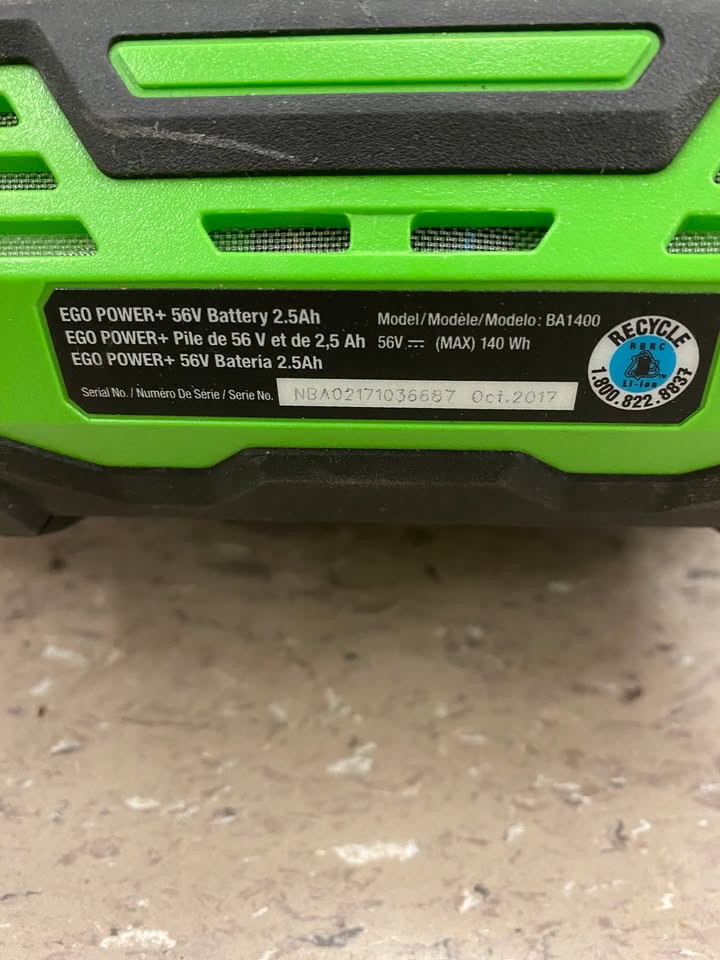 EGO POWER+ 56V Battery 2.5Ah
EGO POWER+ Pile de 56 V et de 2,5 Ah
EGO POWER+ 56V Batería 2.5Ah
Model/Modèle/Modelo: BA1400
56V ⎓ (MAX) 140 Wh
Serial No. / Numéro De Série / Serie No. NBA02171036687 Oct.2017
RECYCLE
RBRC
Li-ion
1.800.822.8837